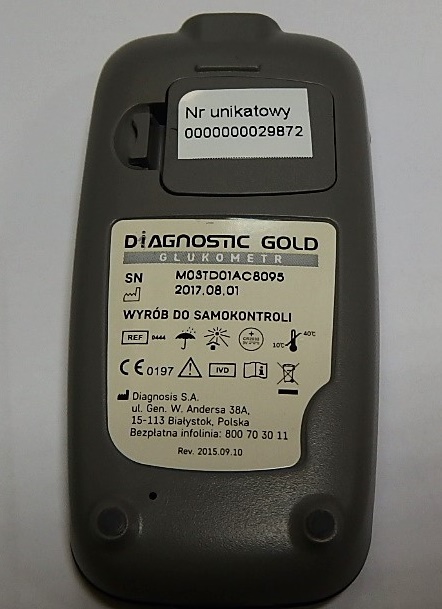 Nr unikatowy
0000000029872
DiAGNOSTIC GOLD
GLUKOMETR
SN M03TD01AC8095
2017.08.01
WYRÓB DO SAMOKONTROLI
REF 0444
10℃ 40℃
CE 0197 IVD i
Diagnosis S.A.
ul. Gen. W. Andersa 38A,
15-113 Białystok, Polska
Bezpłatna infolinia: 800 70 30 11
Rev. 2015.09.10